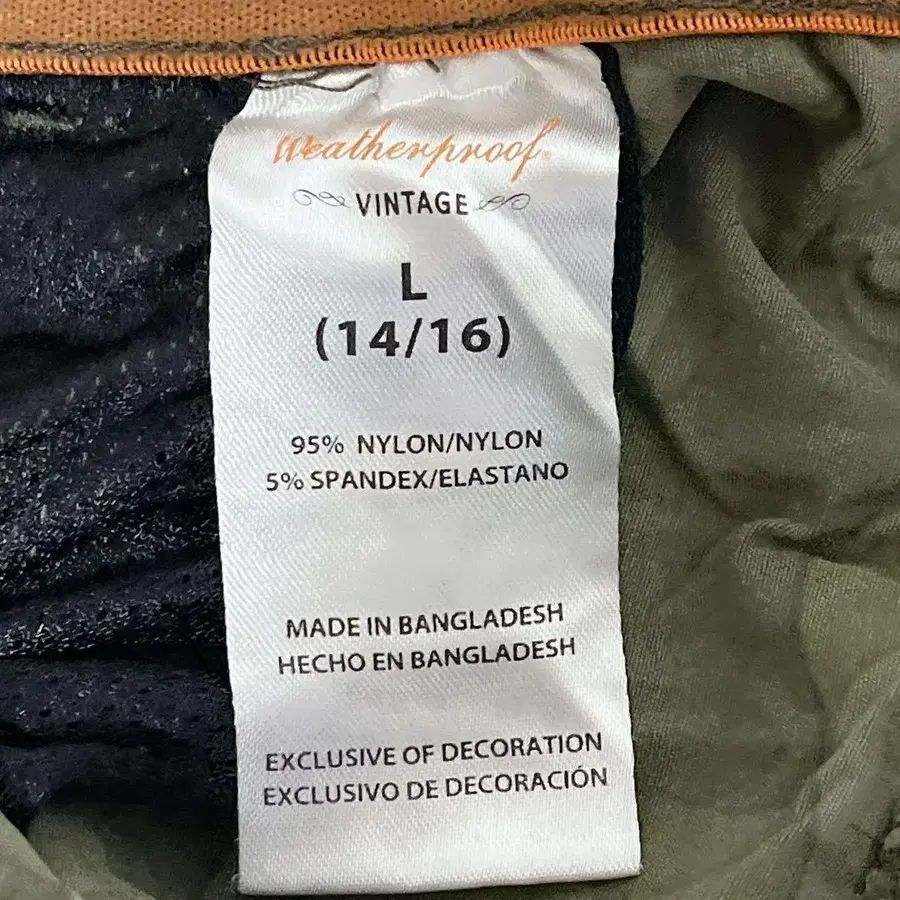 Weatherproof
VINTAGE
L
(14/16)
95% NYLON/NYLON
5% SPANDEX/ELASTANO
MADE IN BANGLADESH
HECHO EN BANGLADESH
EXCLUSIVE OF DECORATION
EXCLUSIVO DE DECORACIÓN